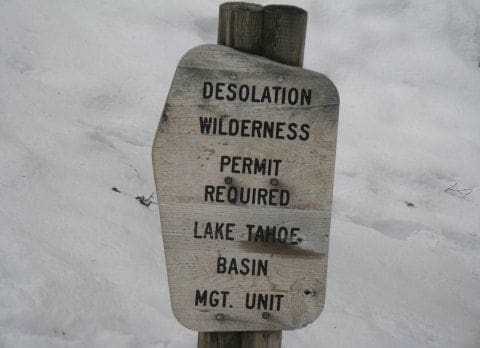 DESOLATION
WILDERNESS
PERMIT
REQUIRED
LAKE TAHOE
BASIN
MGT. UNIT